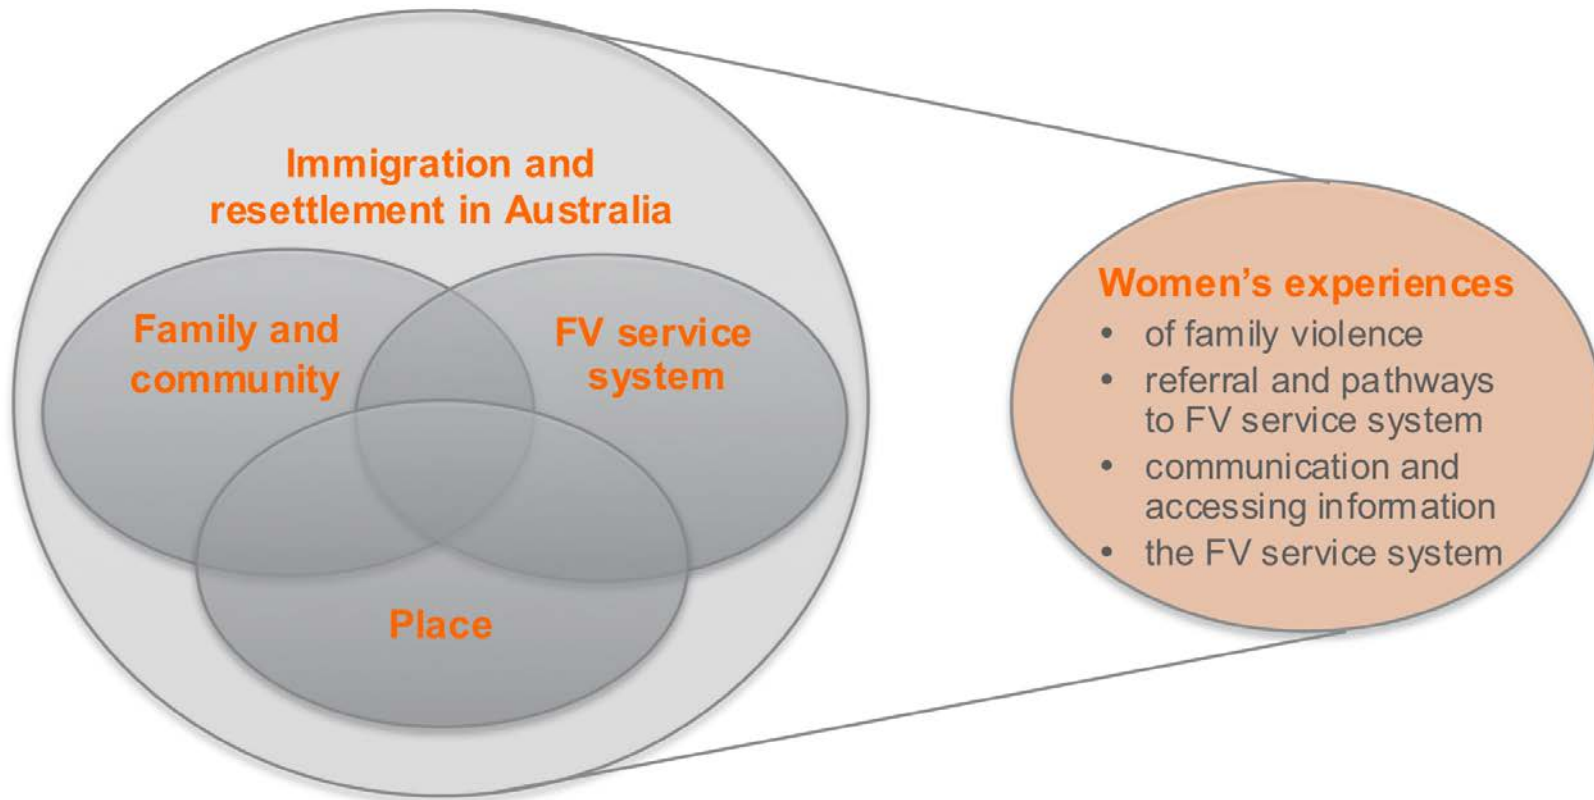 Immigration and
resettlement in Australia
Family and
community
FV service
system
Place
Women’s experiences
• of family violence
• referral and pathways
to FV service system
• communication and
accessing information
• the FV service system